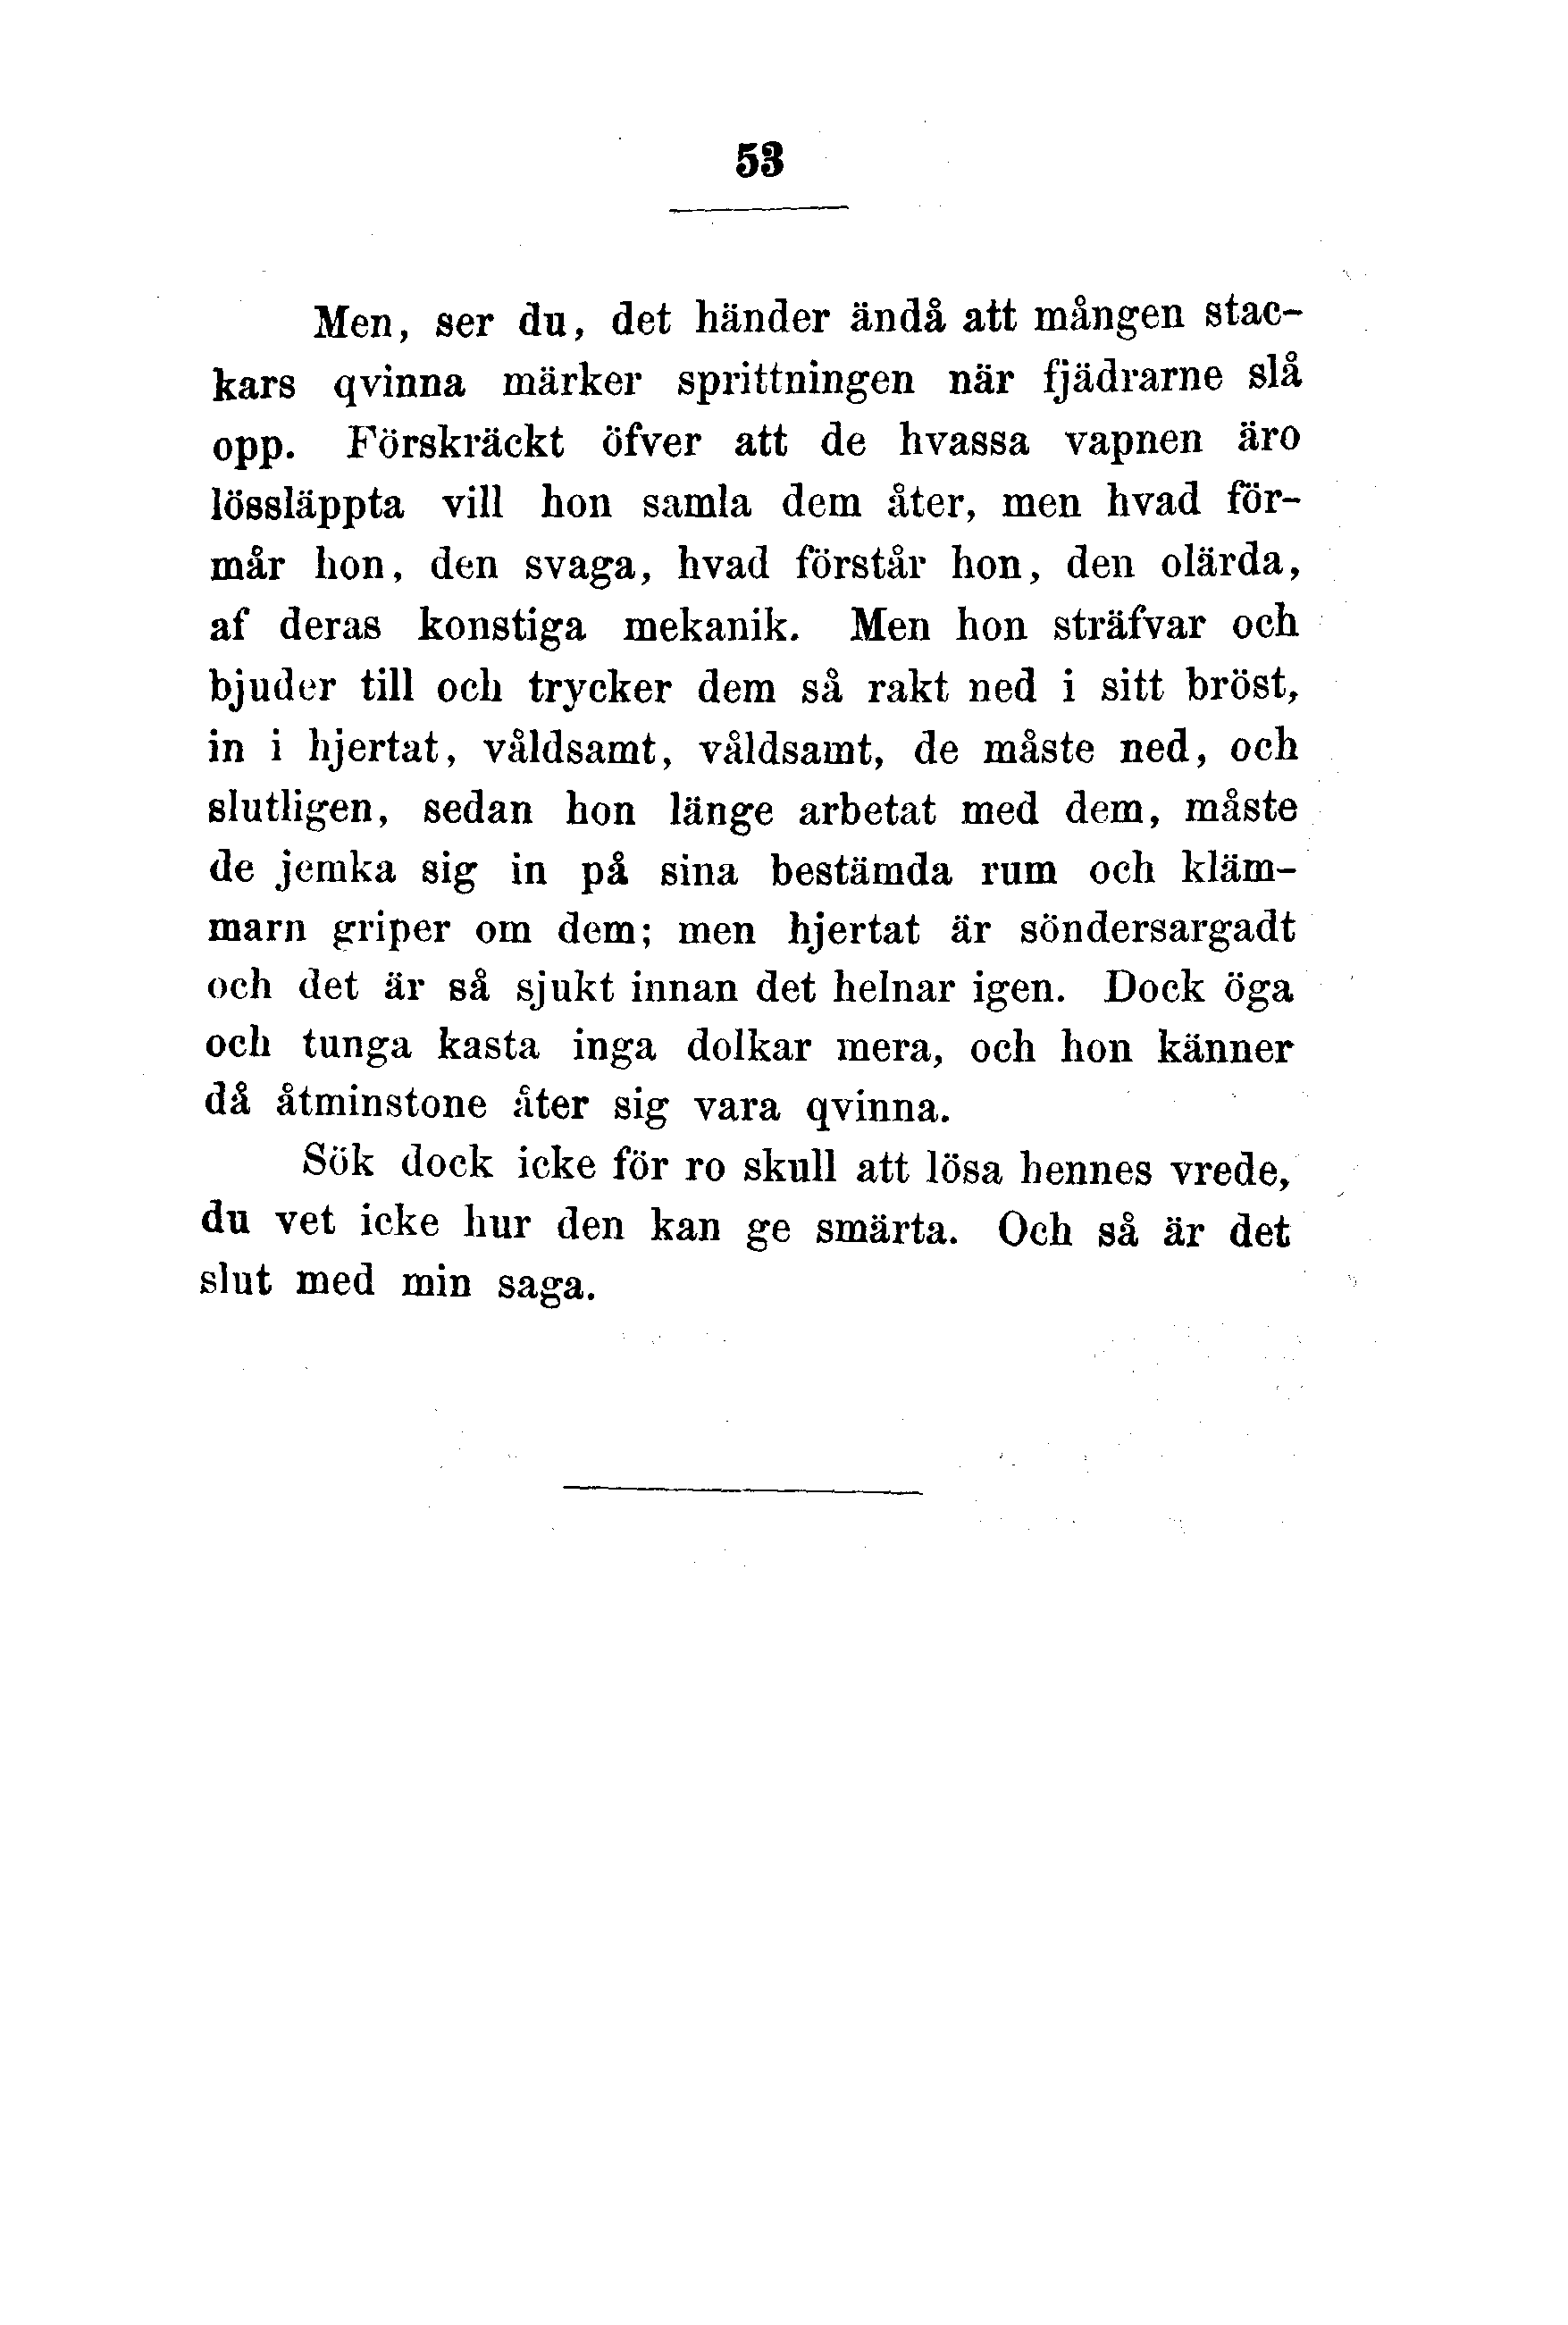 53
Men, ser du, det händer ändå att mången stac-
kars qvinna märker sprittningen när fjädrarne slå
opp. Förskräckt öfver att de hvassa vapnen äro
lössläppta vill hon samla dem åter, men hvad för-
mår hon, den svaga, hvad förstår hon, den olärda,
af deras konstiga mekanik. Men hon sträfvar och
bjuder till och trycker dem så rakt ned i sitt bröst,
in i hjertat, våldsamt, våldsamt, de måste ned, och
slutligen, sedan hon länge arbetat med dem, måste
de jemka sig in på sina bestämda rum och kläm-
marn griper om dem; men hjertat är söndersargadt
och det är så sjukt innan det helnar igen. Dock öga
och tunga kasta inga dolkar mera, och hon känner
då åtminstone åter sig vara qvinna.
Sök dock icke för ro skull att lösa hennes vrede,
du vet icke hur den kan ge smärta. Och så är det
slut med min saga.